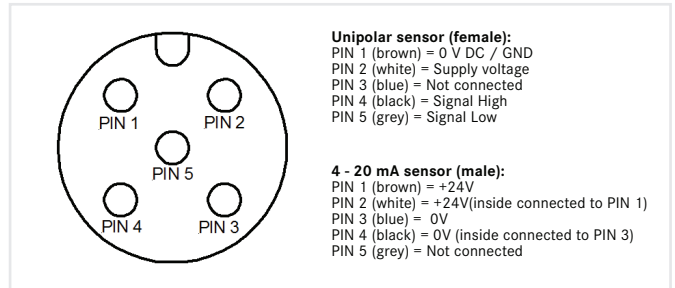 PIN 1
PIN 2
PIN 5
PIN 4
PIN 3
Unipolar sensor (female):
PIN 1 (brown) = 0 V DC / GND
PIN 2 (white) = Supply voltage
PIN 3 (blue) = Not connected
PIN 4 (black) = Signal High
PIN 5 (grey) = Signal Low
4 - 20 mA sensor (male):
PIN 1 (brown) = +24V
PIN 2 (white) = +24V(inside connected to PIN 1)
PIN 3 (blue) = 0V
PIN 4 (black) = 0V (inside connected to PIN 3)
PIN 5 (grey) = Not connected